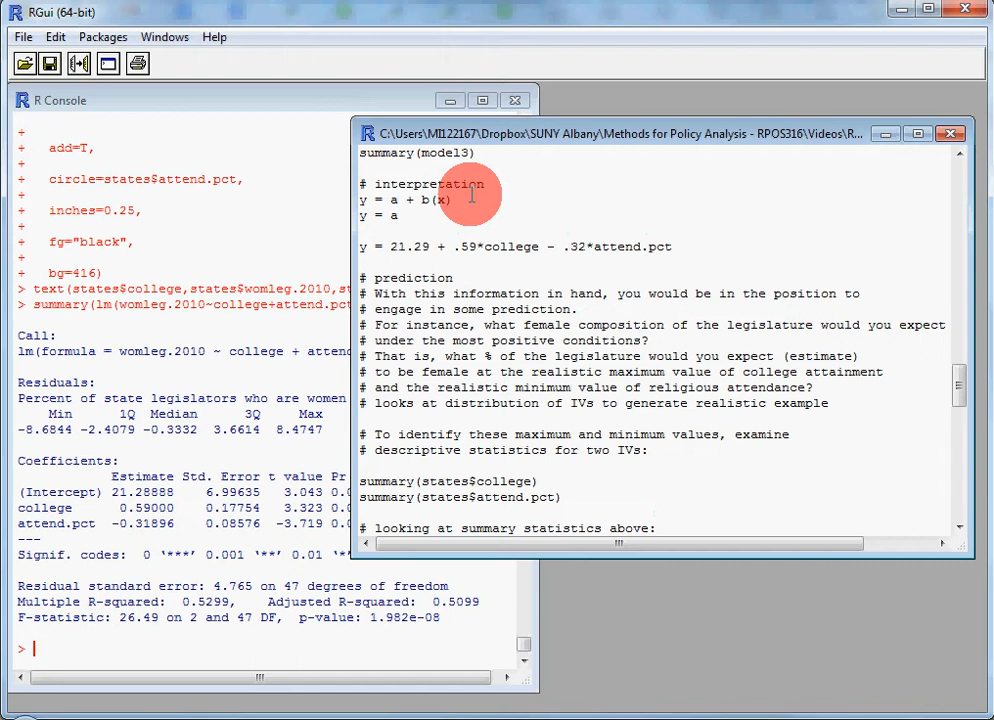 RGui (64-bit)
File Edit Packages Windows Help
R Console
+
+ add=T,
+
+ circle=states$attend.pct,
+
+ inches=0.25,
+
+ fg="black",
+
+ bg=416)
> text(states$college,states$womleg.2010,st
> summary(lm(womleg.2010~college+attend.pct
Call:
lm(formula = womleg.2010 ~ college + attend
Residuals:
Percent of state legislators who are women
Min 1Q Median 3Q Max
-8.6844 -2.4079 -0.3332 3.6614 8.4747
Coefficients:
Estimate Std. Error t value Pr
(Intercept) 21.28888 6.99635 3.043 0.0
college 0.59000 0.17754 3.323 0.0
attend.pct -0.31896 0.08576 -3.719 0.0
---
Signif. codes: 0 ‘***’ 0.001 ‘**’ 0.01 ‘*
Residual standard error: 4.765 on 47 degrees of freedom
Multiple R-squared: 0.5299, Adjusted R-squared: 0.5099
F-statistic: 26.49 on 2 and 47 DF, p-value: 1.982e-08
>
C:\Users\MI122167\Dropbox\SUNY Albany\Methods for Policy Analysis - RPOS316\Videos\R...
summary(model3)
# interpretation
y = a + b(x)
y = a
y = 21.29 + .59*college - .32*attend.pct
# prediction
# With this information in hand, you would be in the position to
# engage in some prediction.
# For instance, what female composition of the legislature would you expect
# under the most positive conditions?
# That is, what % of the legislature would you expect (estimate)
# to be female at the realistic maximum value of college attainment
# and the realistic minimum value of religious attendance?
# looks at distribution of IVs to generate realistic example
# To identify these maximum and minimum values, examine
# descriptive statistics for two IVs:
summary(states$college)
summary(states$attend.pct)
# looking at summary statistics above: